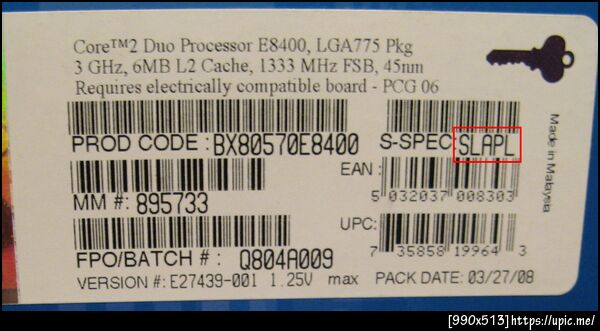 Core™2 Duo Processor E8400, LGA775 Pkg
3 GHz, 6MB L2 Cache, 1333 MHz FSB, 45nm
Requires electrically compatible board - PCG 06
PROD CODE : BX80570E8400 S-SPEC: SLAPL
EAN :
5 032037 008303
MM #: 895733
UPC:
7 35858 19964 3
FPO/BATCH # : Q804A009
VERSION #: E27439-001 1.25V max PACK DATE: 03/27/08
Made in Malaysia
[990x513]https://upic.me/